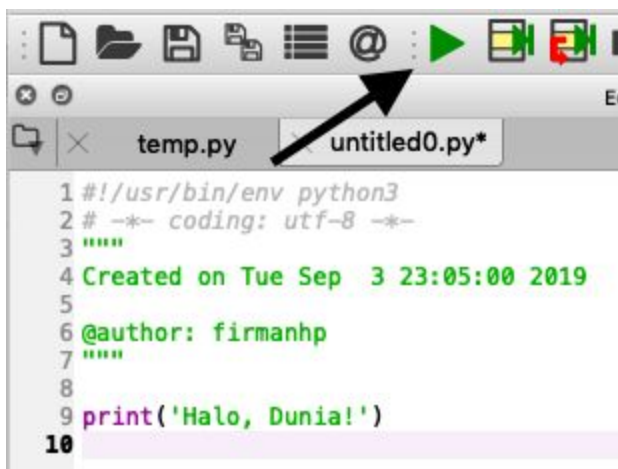 @
E
temp.py
untitled0.py*
1 #!/usr/bin/env python3
2 # -*- coding: utf-8 -*-
3 """
4 Created on Tue Sep  3 23:05:00 2019
5
6 @author: firmanhp
7 """
8
9 print('Halo, Dunia!')
10